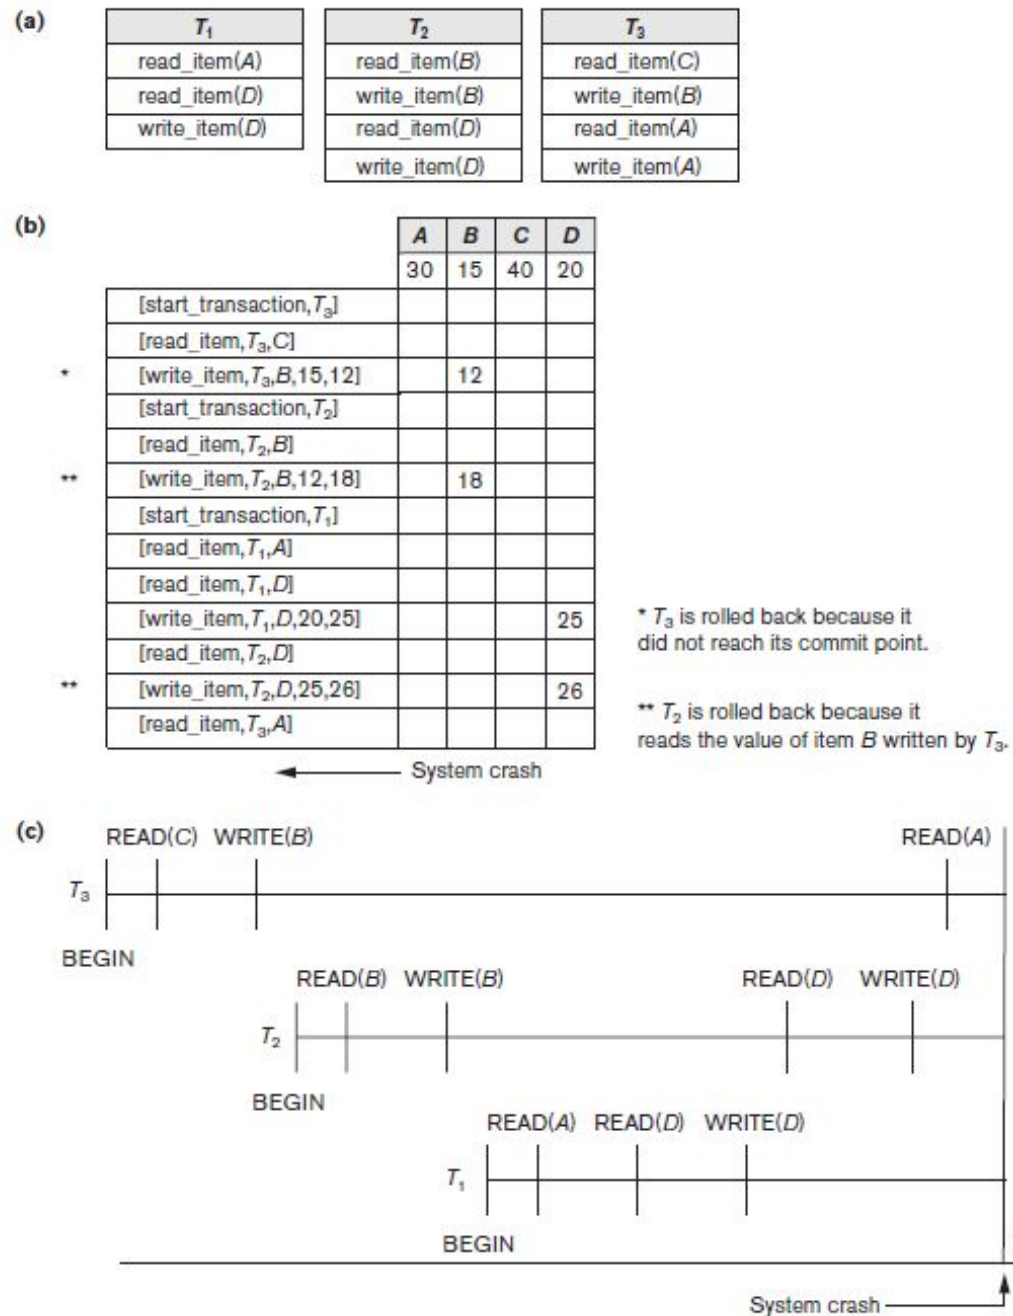 (a)
T1 T2 T3
read_item(A) read_item(B) read_item(C)
read_item(D) write_item(B) write_item(B)
write_item(D) read_item(D) read_item(A)
write_item(D) write_item(A)
(b)
A B C D
30 15 40 20
[start_transaction,T3]
[read_item,T3,C]
* [write_item,T3,B,15,12] 12
[start_transaction,T2]
[read_item,T2,B]
** [write_item,T2,B,12,18] 18
[start_transaction,T1]
[read_item,T1,A]
[read_item,T1,D]
[write_item,T1,D,20,25] 25
[read_item,T2,D]
** [write_item,T2,D,25,26] 26
[read_item,T3,A]
* T3 is rolled back because it
did not reach its commit point.
** T2 is rolled back because it
reads the value of item B written by T3.
System crash
(c)
READ(C) WRITE(B) READ(A)
T3
BEGIN
READ(B) WRITE(B) READ(D) WRITE(D)
T2
BEGIN
READ(A) READ(D) WRITE(D)
T1
BEGIN
System crash